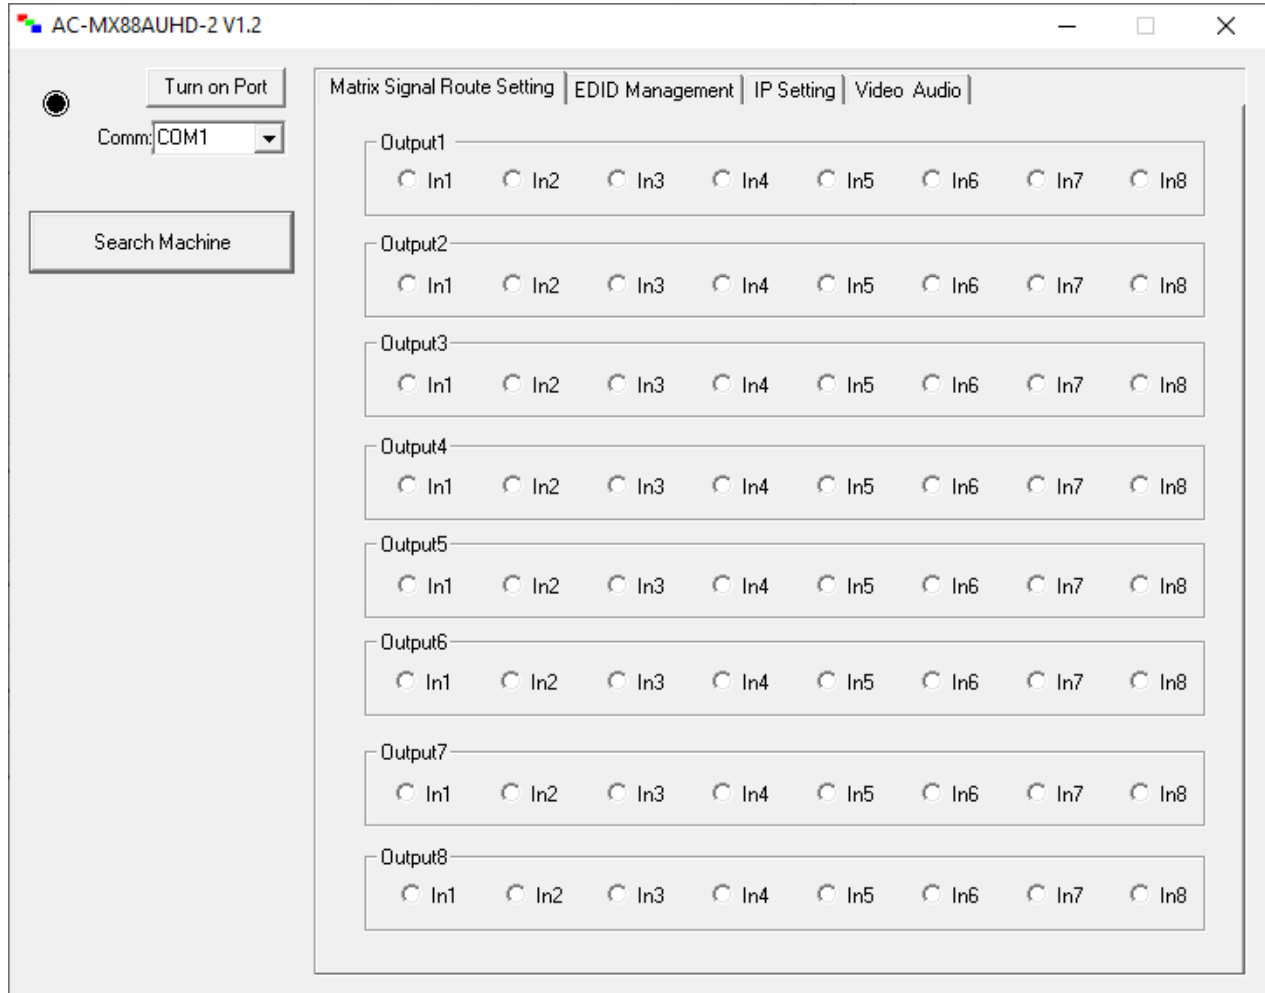 AC-MX88AUHD-2 V1.2
Turn on Port
Comm: COM1
Search Machine
Matrix Signal Route Setting EDID Management IP Setting Video Audio
Output1
In1 In2 In3 In4 In5 In6 In7 In8
Output2
In1 In2 In3 In4 In5 In6 In7 In8
Output3
In1 In2 In3 In4 In5 In6 In7 In8
Output4
In1 In2 In3 In4 In5 In6 In7 In8
Output5
In1 In2 In3 In4 In5 In6 In7 In8
Output6
In1 In2 In3 In4 In5 In6 In7 In8
Output7
In1 In2 In3 In4 In5 In6 In7 In8
Output8
In1 In2 In3 In4 In5 In6 In7 In8